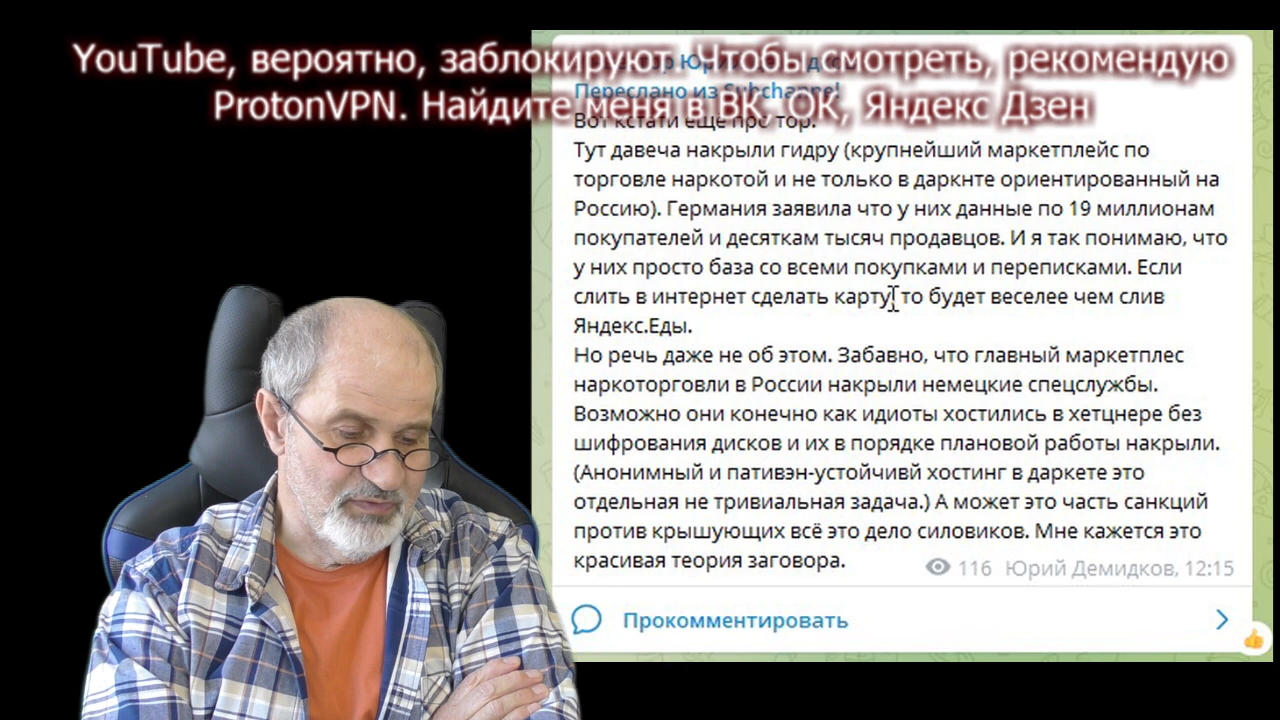 YouTube, вероятно, заблокируют. Чтобы смотреть, рекомендую
ProtonVPN. Найдите меня в ВК, ОК, Яндекс Дзен
Переслано из Subchannel
Вот кстати еще про тор.
Тут давеча накрыли гидру (крупнейший маркетплейс по
торговле наркотой и не только в даркнте ориентированный на
Россию). Германия заявила что у них данные по 19 миллионам
покупателей и десяткам тысяч продавцов. И я так понимаю, что
у них просто база со всеми покупками и переписками. Если
слить в интернет сделать карту то будет веселее чем слив
Яндекс.Еды.
Но речь даже не об этом. Забавно, что главный маркетплес
наркоторговли в России накрыли немецкие спецслужбы.
Возможно они конечно как идиоты хостились в хетцнере без
шифрования дисков и их в порядке плановой работы накрыли.
(Анонимный и пативэн-устойчивй хостинг в даркете это
отдельная не тривиальная задача.) А может это часть санкций
против крышующих всё это дело силовиков. Мне кажется это
красивая теория заговора.
116 Юрий Демидков, 12:15
Прокомментировать